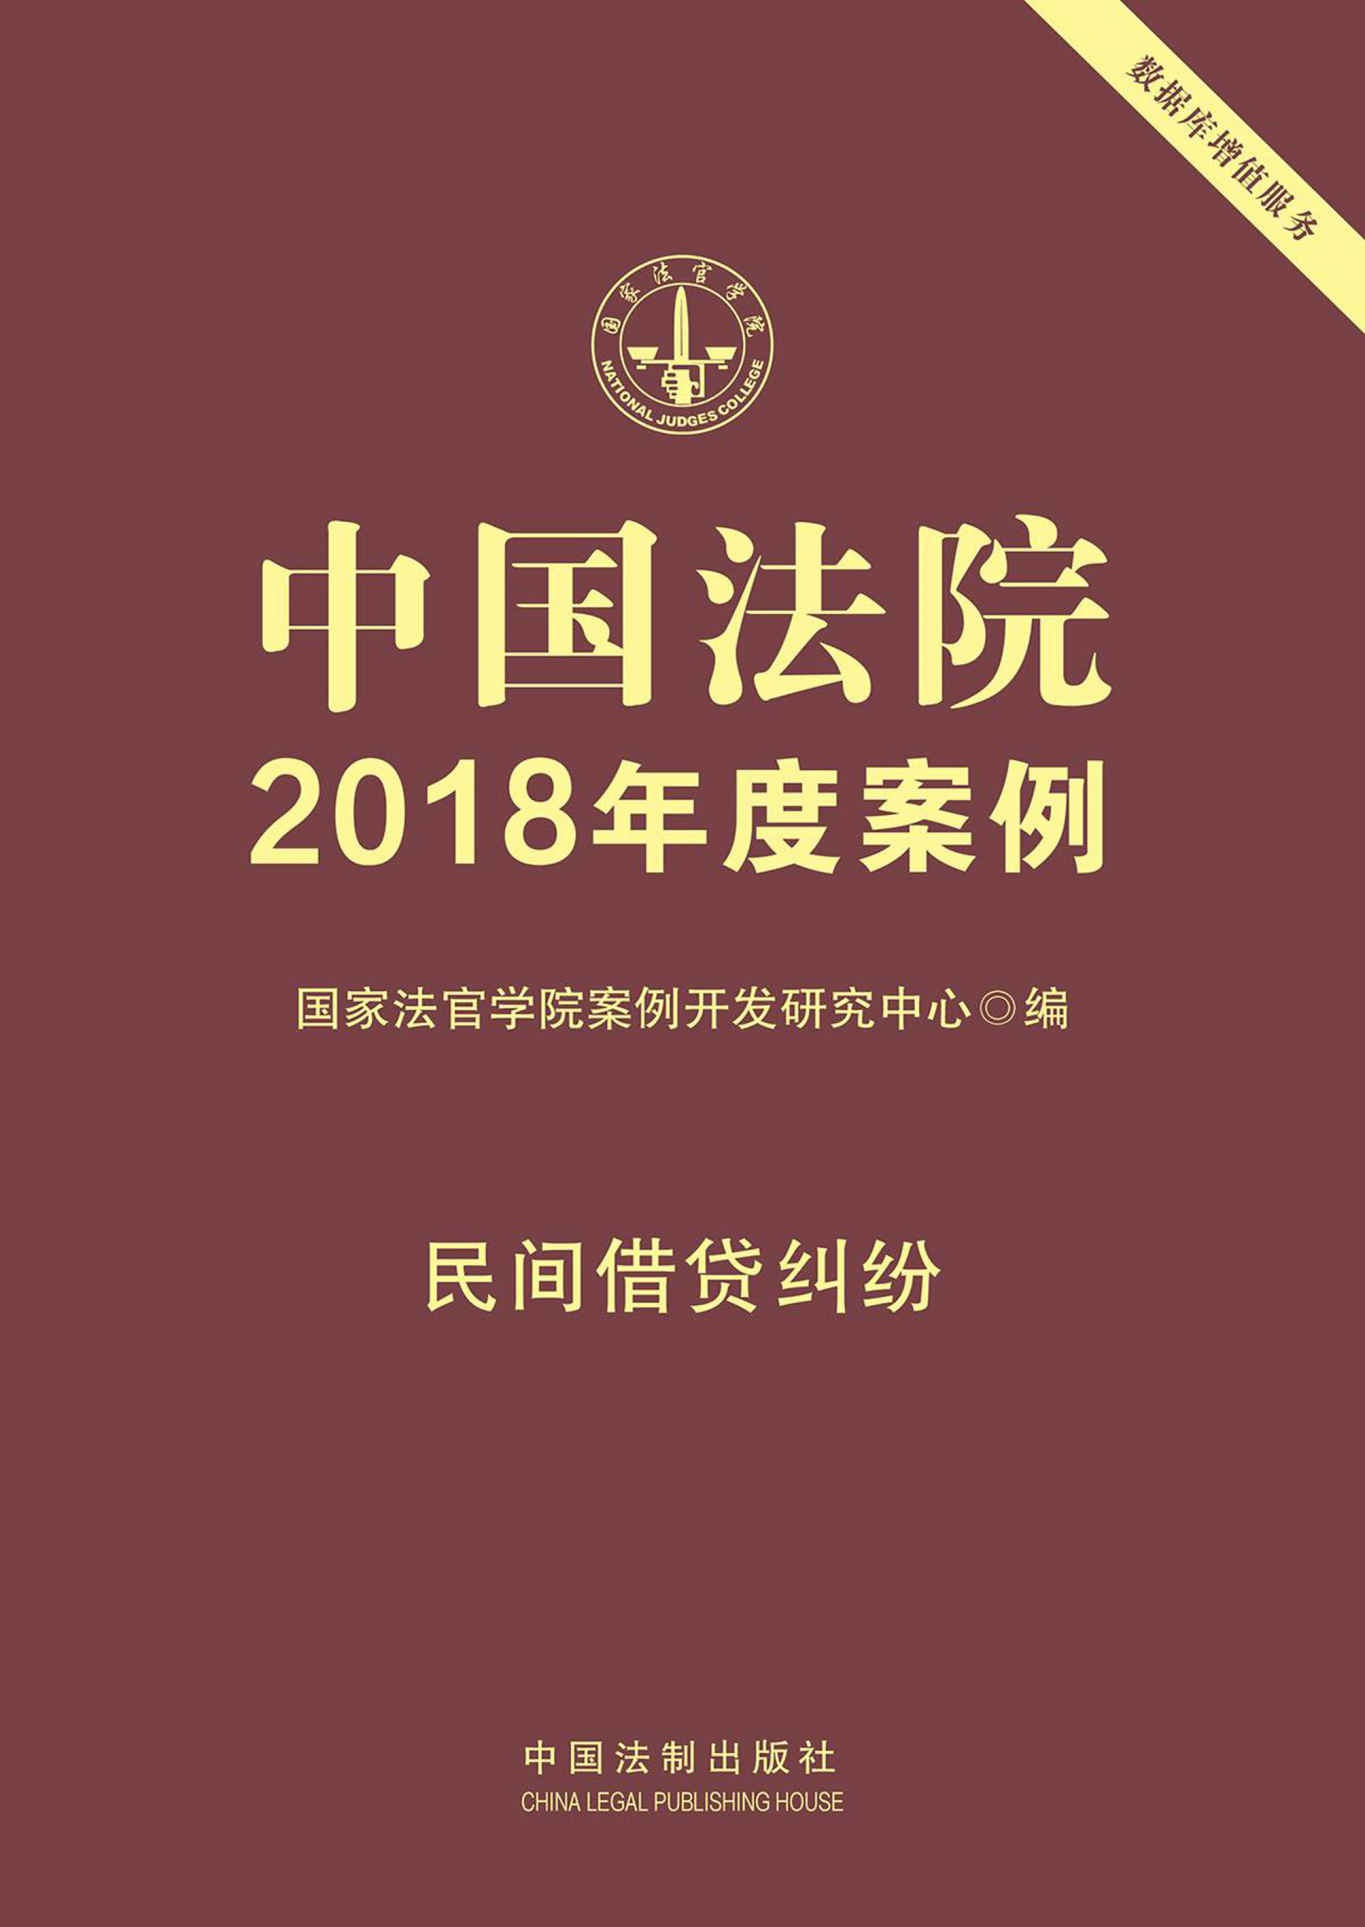 数据库增值服务
国家法官学院
NATIONAL JUDGES COLLEGE
中国法院
2018年度案例
国家法官学院案例开发研究中心◎编
民间借贷纠纷
中国法制出版社
CHINA LEGAL PUBLISHING HOUSE